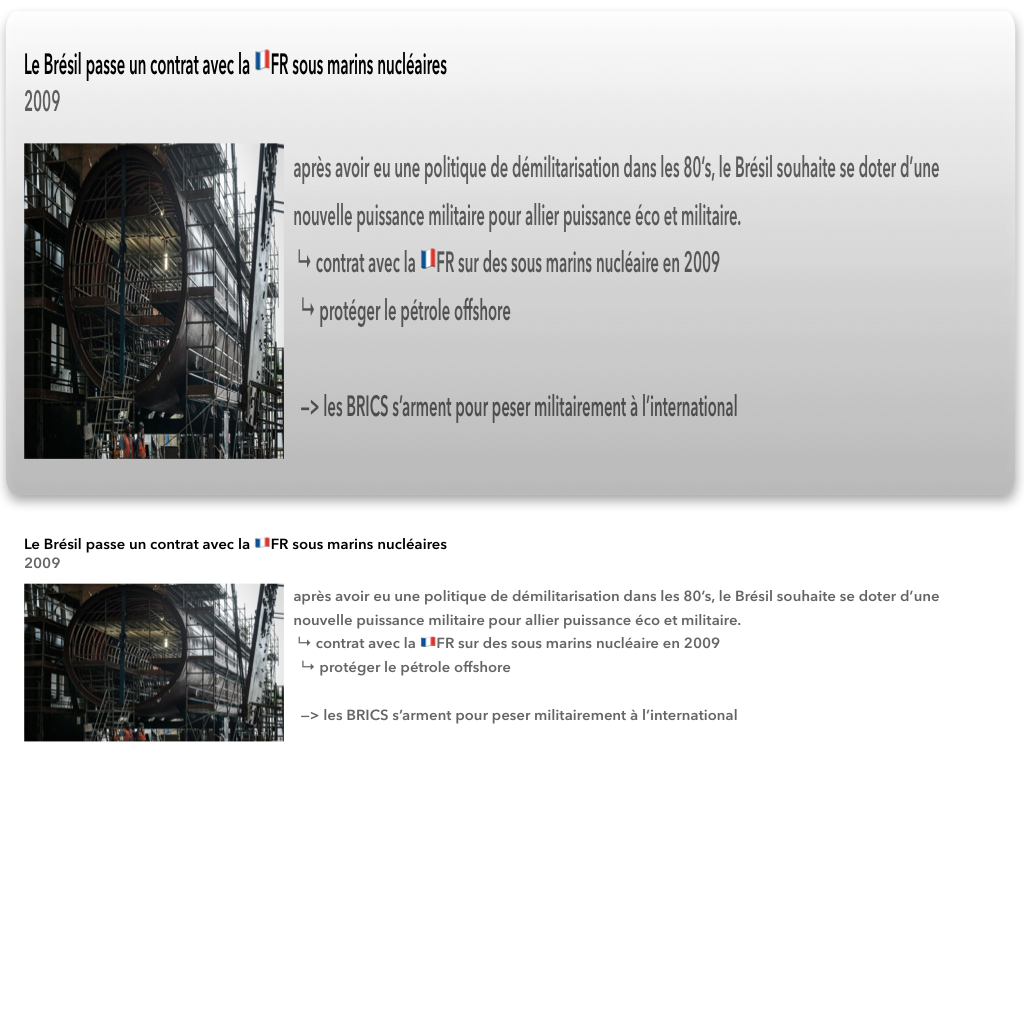 Le Brésil passe un contrat avec la 🇫🇷FR sous marins nucléaires
2009
après avoir eu une politique de démilitarisation dans les 80’s, le Brésil souhaite se doter d’une
nouvelle puissance militaire pour allier puissance éco et militaire.
↳ contrat avec la 🇫🇷FR sur des sous marins nucléaire en 2009
↳ protéger le pétrole offshore
—> les BRICS s’arment pour peser militairement à l’international
Le Brésil passe un contrat avec la 🇫🇷FR sous marins nucléaires
2009
après avoir eu une politique de démilitarisation dans les 80’s, le Brésil souhaite se doter d’une
nouvelle puissance militaire pour allier puissance éco et militaire.
↳ contrat avec la 🇫🇷FR sur des sous marins nucléaire en 2009
↳ protéger le pétrole offshore
—> les BRICS s’arment pour peser militairement à l’international